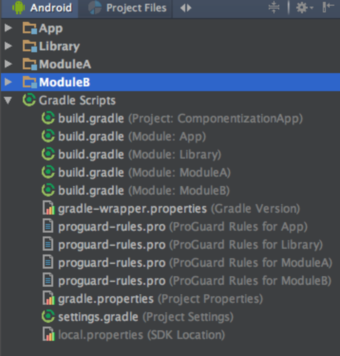 Android Project Files
App
Library
ModuleA
ModuleB
Gradle Scripts
build.gradle (Project: ComponentizationApp)
build.gradle (Module: App)
build.gradle (Module: Library)
build.gradle (Module: ModuleA)
build.gradle (Module: ModuleB)
gradle-wrapper.properties (Gradle Version)
proguard-rules.pro (ProGuard Rules for App)
proguard-rules.pro (ProGuard Rules for Library)
proguard-rules.pro (ProGuard Rules for ModuleA)
proguard-rules.pro (ProGuard Rules for ModuleB)
gradle.properties (Project Properties)
settings.gradle (Project Settings)
local.properties (SDK Location)